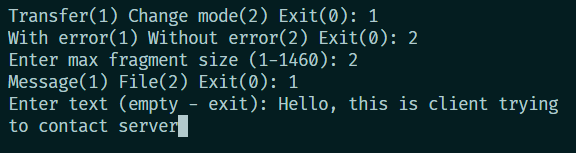 Transfer(1) Change mode(2) Exit(0): 1
With error(1) Without error(2) Exit(0): 2
Enter max fragment size (1-1460): 2
Message(1) File(2) Exit(0): 1
Enter text (empty - exit): Hello, this is client trying
to contact server